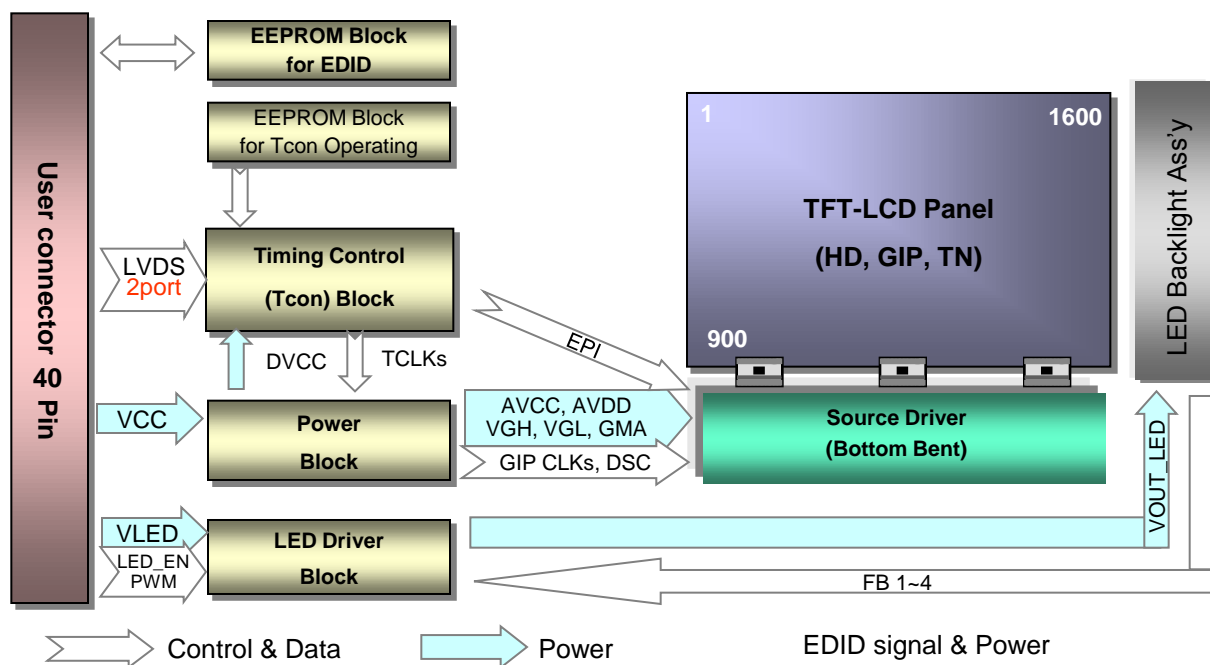 User connector 40 Pin
EEPROM Block
for EDID
EEPROM Block
for Tcon Operating
LVDS
2port
Timing Control
(Tcon) Block
DVCC
TCLKs
VCC
Power
Block
VLED
LED_EN
PWM
LED Driver
Block
EPI
AVCC, AVDD
VGH, VGL, GMA
GIP CLKs, DSC
1
1600
TFT-LCD Panel
(HD, GIP, TN)
900
Source Driver
(Bottom Bent)
LED Backlight Ass'y
VOUT_LED
FB 1~4
Control & Data
Power
EDID signal & Power